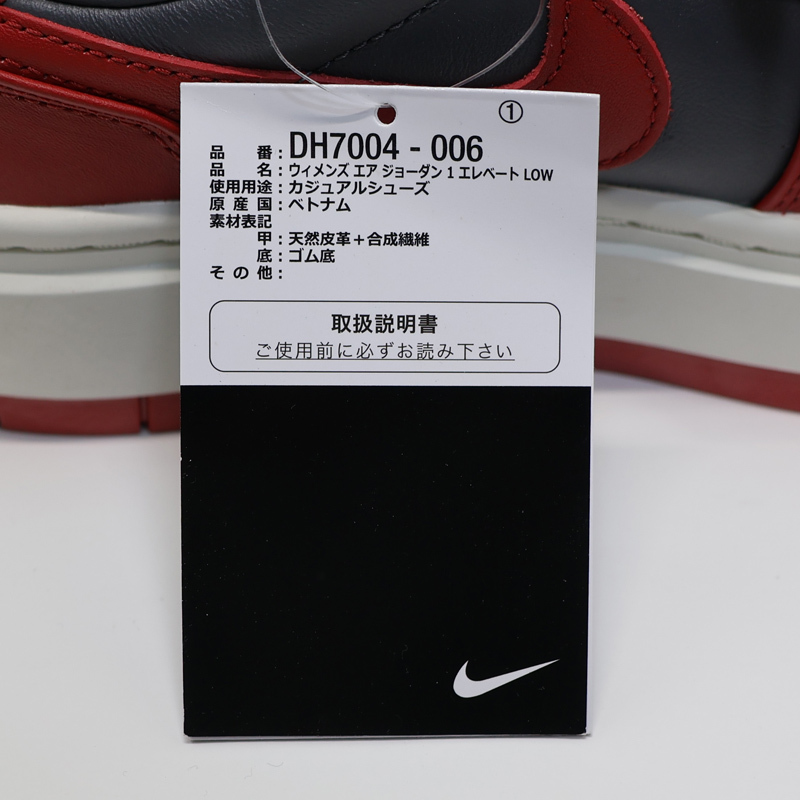 ①
品番：DH7004 - 006
品名：ウィメンズ エア ジョーダン 1 エレベート LOW
使用用途：カジュアルシューズ
原産国：ベトナム
素材表記
甲：天然皮革＋合成繊維
底：ゴム底
その他：
取扱説明書
ご使用前に必ずお読み下さい